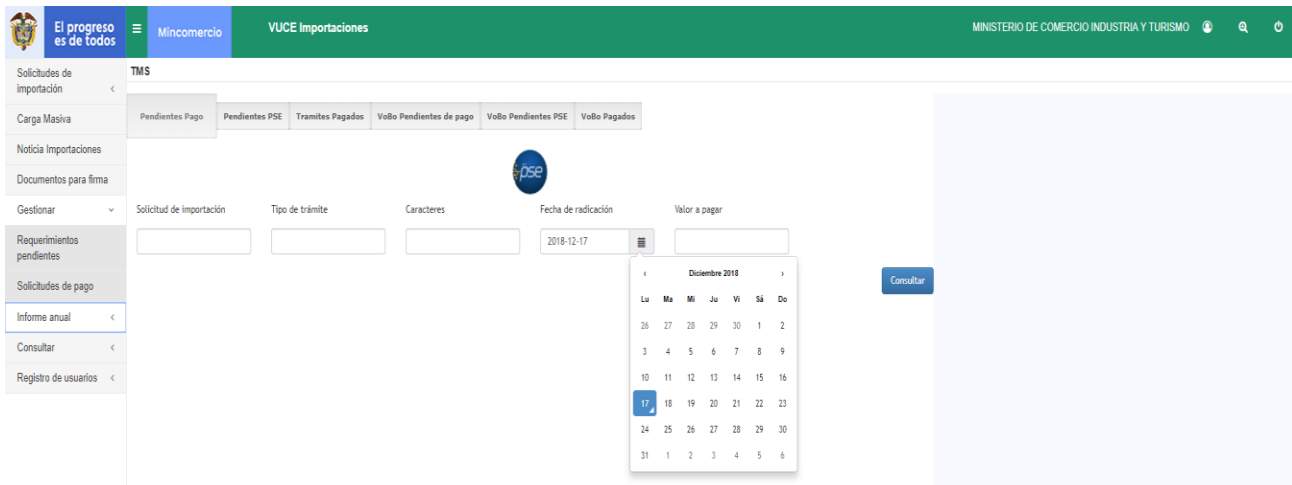 El progreso
es de todos
Mincomercio
VUCE Importaciones
MINISTERIO DE COMERCIO INDUSTRIA Y TURISMO
Solicitudes de
importación
Carga Masiva
Noticia Importaciones
Documentos para firma
Gestionar
Requerimientos
pendientes
Solicitudes de pago
Informe anual
Consultar
Registro de usuarios
TMS
Pendientes Pago Pendientes PSE Tramites Pagados VoBo Pendientes de pago VoBo Pendientes PSE VoBo Pagados
pse
Solicitud de importación Tipo de trámite Caracteres Fecha de radicación Valor a pagar
2018-12-17
‹ Diciembre 2018 ›
Lu Ma Mi Ju Vi Sá Do
26 27 28 29 30 1 2
3 4 5 6 7 8 9
10 11 12 13 14 15 16
17 18 19 20 21 22 23
24 25 26 27 28 29 30
31 1 2 3 4 5 6
Consultar